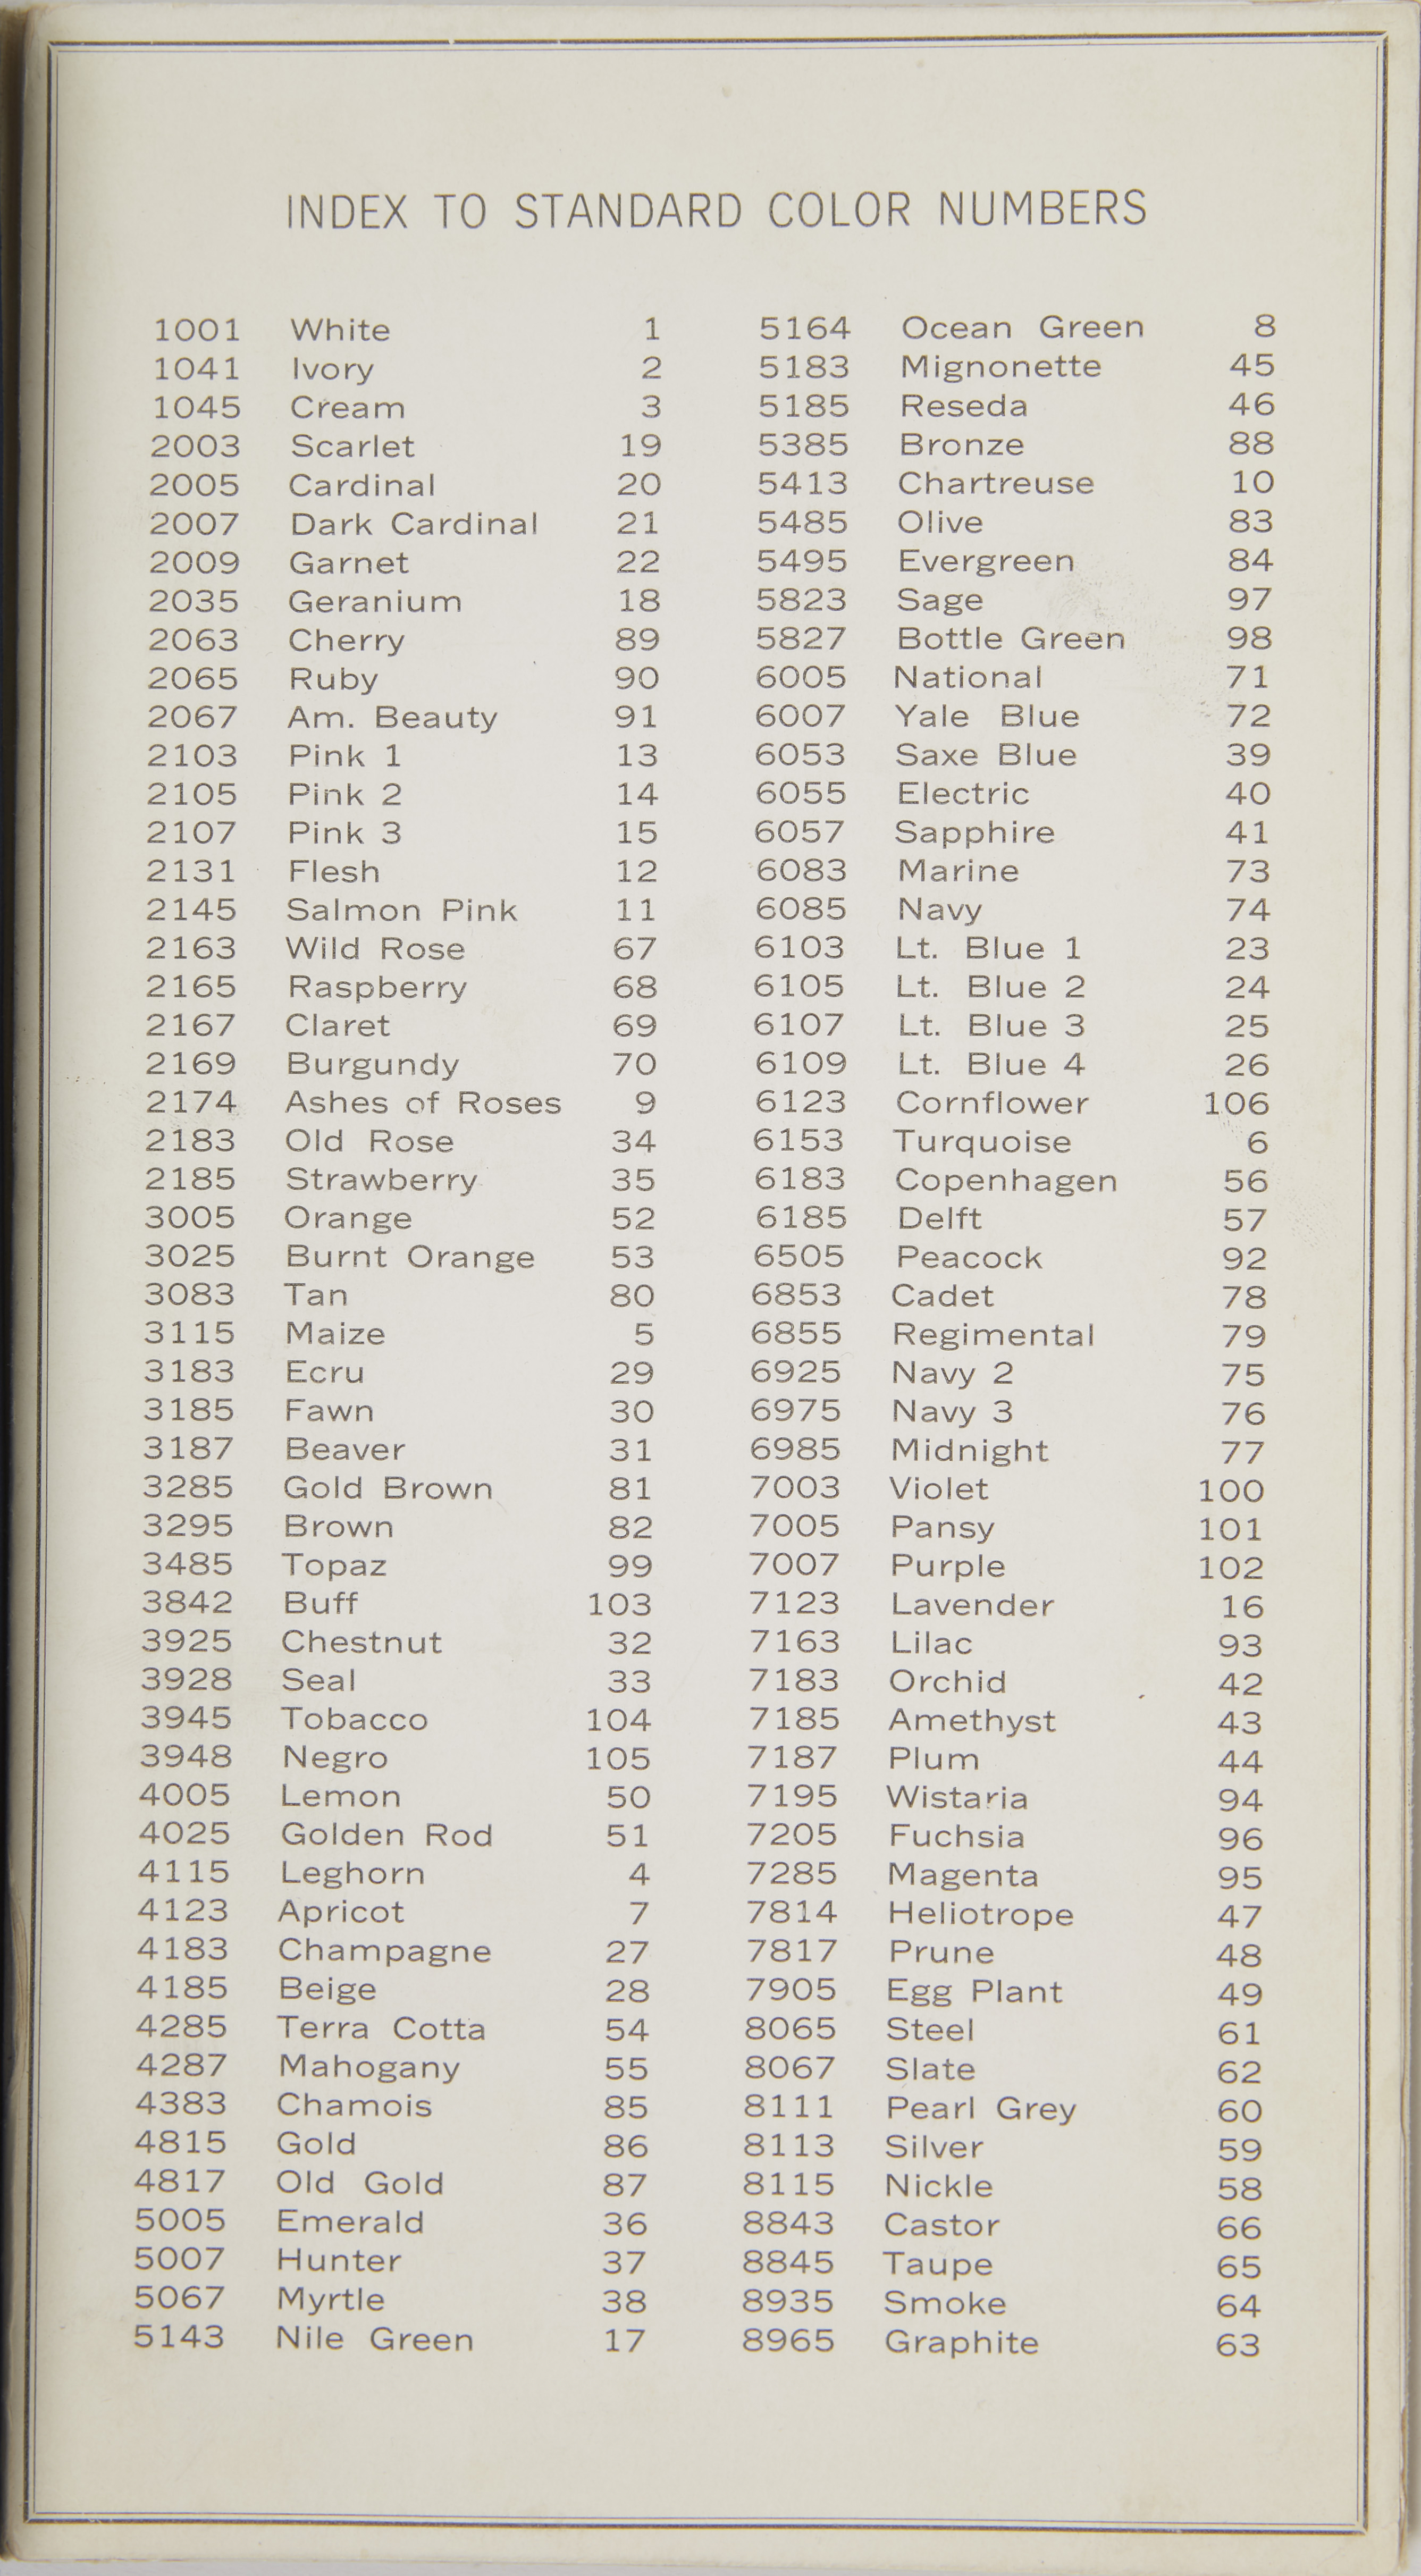 INDEX TO STANDARD COLOR NUMBERS
1001 White 1
1041 Ivory 2
1045 Cream 3
2003 Scarlet 19
2005 Cardinal 20
2007 Dark Cardinal 21
2009 Garnet 22
2035 Geranium 18
2063 Cherry 89
2065 Ruby 90
2067 Am. Beauty 91
2103 Pink 1 13
2105 Pink 2 14
2107 Pink 3 15
2131 Flesh 12
2145 Salmon Pink 11
2163 Wild Rose 67
2165 Raspberry 68
2167 Claret 69
2169 Burgundy 70
2174 Ashes of Roses 9
2183 Old Rose 34
2185 Strawberry 35
3005 Orange 52
3025 Burnt Orange 53
3083 Tan 80
3115 Maize 5
3183 Ecru 29
3185 Fawn 30
3187 Beaver 31
3285 Gold Brown 81
3295 Brown 82
3485 Topaz 99
3842 Buff 103
3925 Chestnut 32
3928 Seal 33
3945 Tobacco 104
3948 Negro 105
4005 Lemon 50
4025 Golden Rod 51
4115 Leghorn 4
4123 Apricot 7
4183 Champagne 27
4185 Beige 28
4285 Terra Cotta 54
4287 Mahogany 55
4383 Chamois 85
4815 Gold 86
4817 Old Gold 87
5005 Emerald 36
5007 Hunter 37
5067 Myrtle 38
5143 Nile Green 17
5164 Ocean Green 8
5183 Mignonette 45
5185 Reseda 46
5385 Bronze 88
5413 Chartreuse 10
5485 Olive 83
5495 Evergreen 84
5823 Sage 97
5827 Bottle Green 98
6005 National 71
6007 Yale Blue 72
6053 Saxe Blue 39
6055 Electric 40
6057 Sapphire 41
6083 Marine 73
6085 Navy 74
6103 Lt. Blue 1 23
6105 Lt. Blue 2 24
6107 Lt. Blue 3 25
6109 Lt. Blue 4 26
6123 Cornflower 106
6153 Turquoise 6
6183 Copenhagen 56
6185 Delft 57
6505 Peacock 92
6853 Cadet 78
6855 Regimental 79
6925 Navy 2 75
6975 Navy 3 76
6985 Midnight 77
7003 Violet 100
7005 Pansy 101
7007 Purple 102
7123 Lavender 16
7163 Lilac 93
7183 Orchid 42
7185 Amethyst 43
7187 Plum 44
7195 Wistaria 94
7205 Fuchsia 96
7285 Magenta 95
7814 Heliotrope 47
7817 Prune 48
7905 Egg Plant 49
8065 Steel 61
8067 Slate 62
8111 Pearl Grey 60
8113 Silver 59
8115 Nickle 58
8843 Castor 66
8845 Taupe 65
8935 Smoke 64
8965 Graphite 63